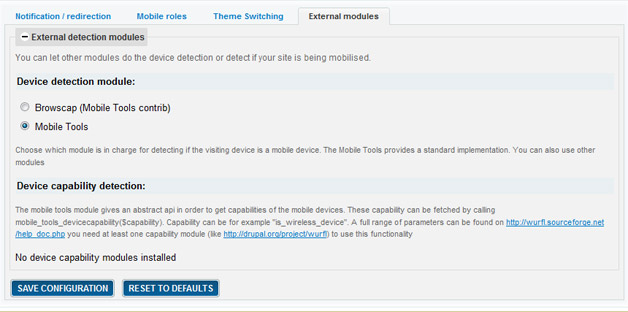 Notification / redirection Mobile roles Theme Switching External modules
External detection modules
You can let other modules do the device detection or detect if your site is being mobilised.
Device detection module:
Browscap (Mobile Tools contrib)
Mobile Tools
Choose which module is in charge for detecting if the visiting device is a mobile device. The Mobile Tools provides a standard implementation. You can also use other
modules
Device capability detection:
The mobile tools module gives an abstract api in order to get capabilities of the mobile devices. These capability can be fetched by calling
mobile_tools_devicecapability($capability). Capability can be for example "is_wireless_device". A full range of parameters can be found on http://wurfl.sourceforge.net
/help_doc.php you need at least one capability module (like http://drupal.org/project/wurfl) to use this functionality
No device capability modules installed
SAVE CONFIGURATION RESET TO DEFAULTS